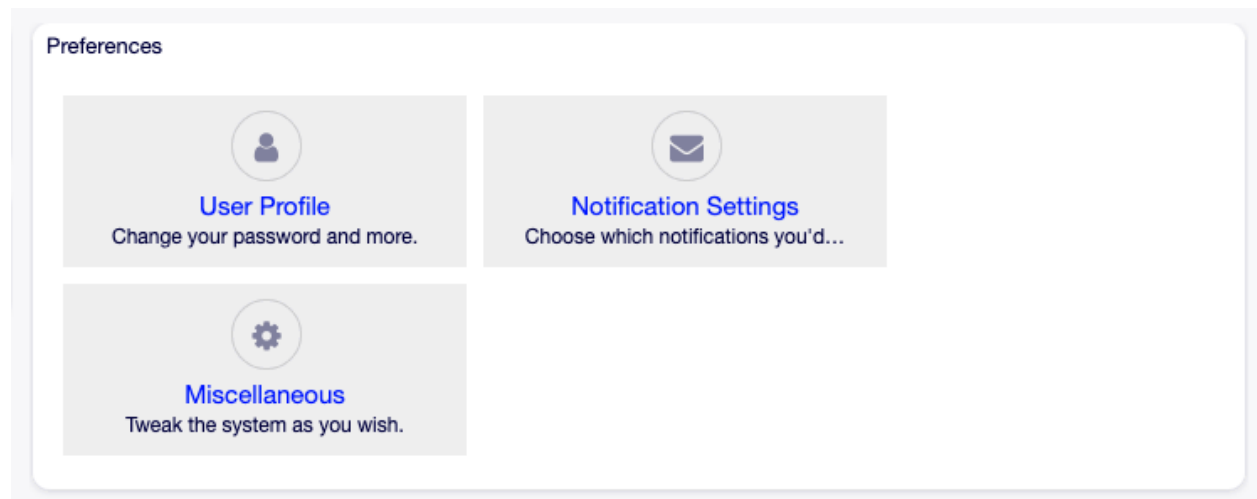 Preferences
User Profile
Change your password and more.
Notification Settings
Choose which notifications you'd...
Miscellaneous
Tweak the system as you wish.